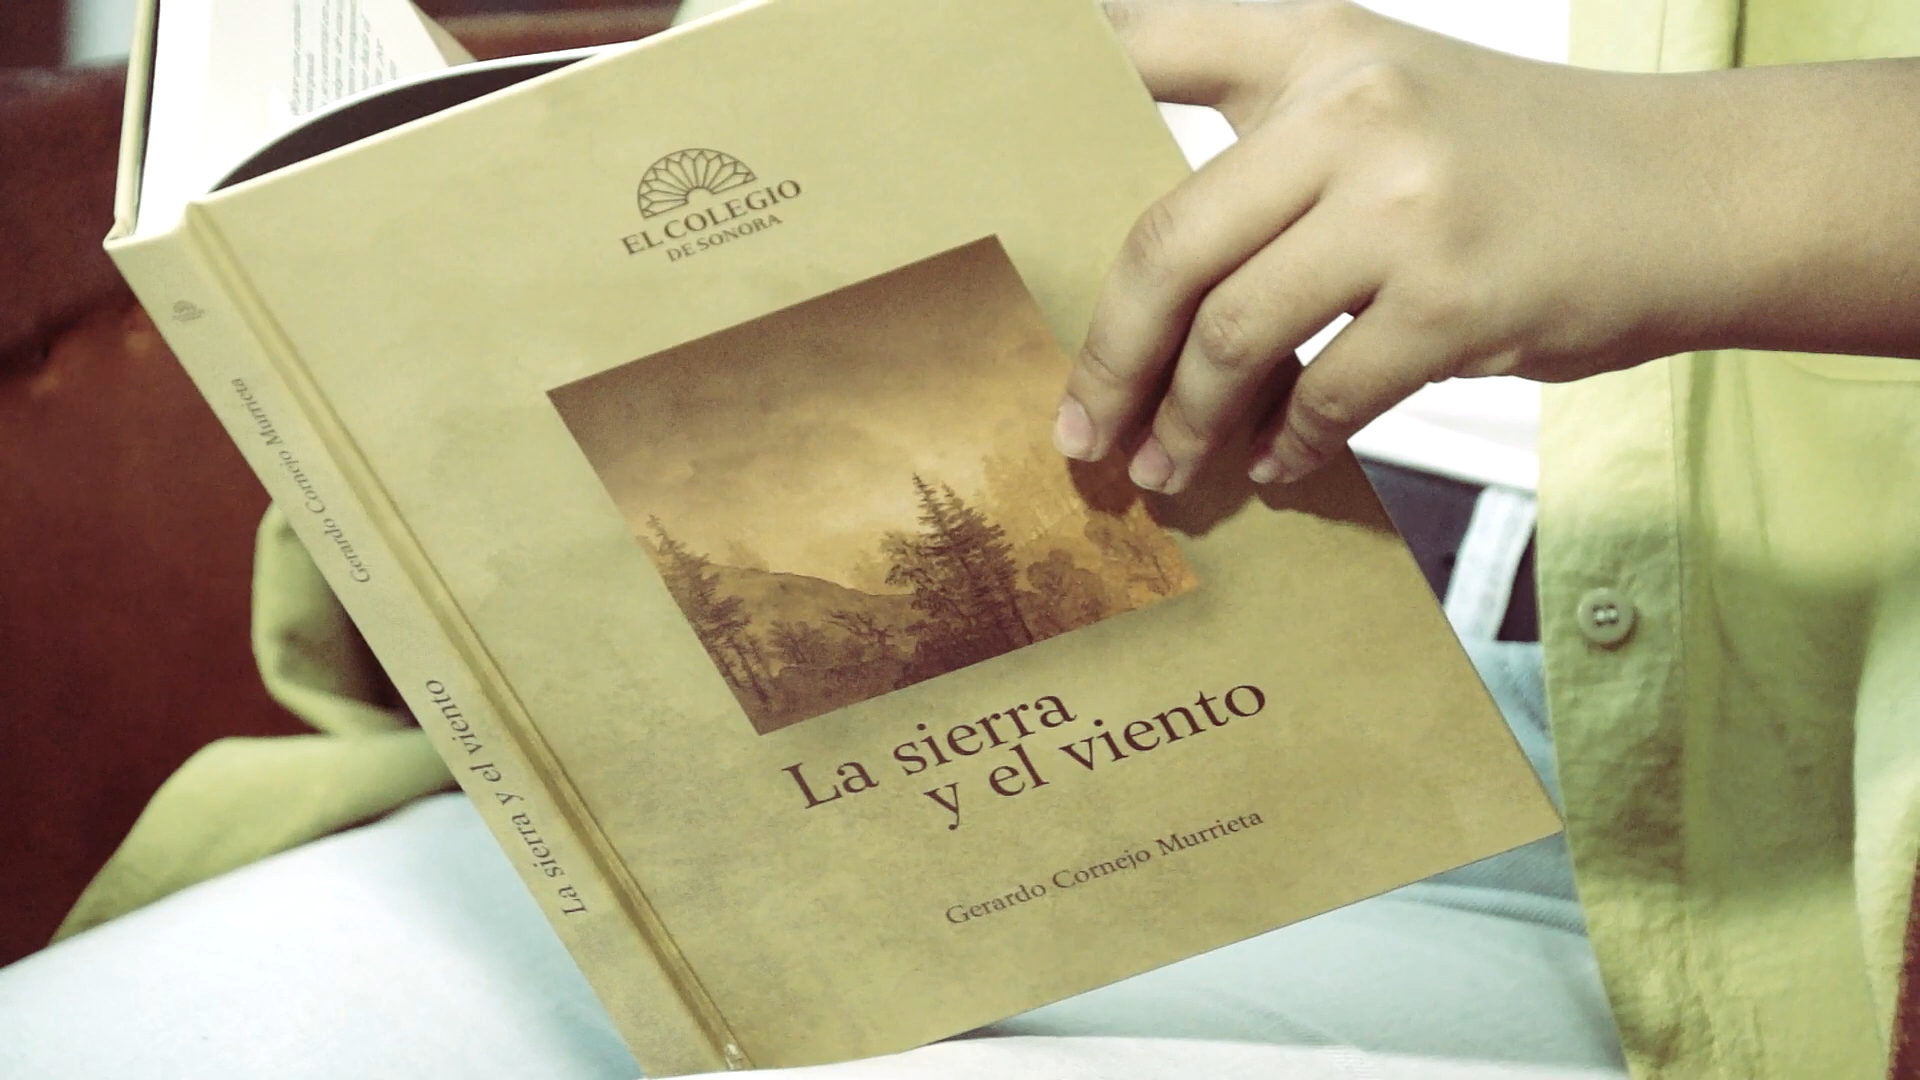 EL COLEGIO
DE SONORA
La sierra
y el viento
Gerardo Cornejo Murrieta
La sierra y el viento
Gerardo Cornejo Murrieta